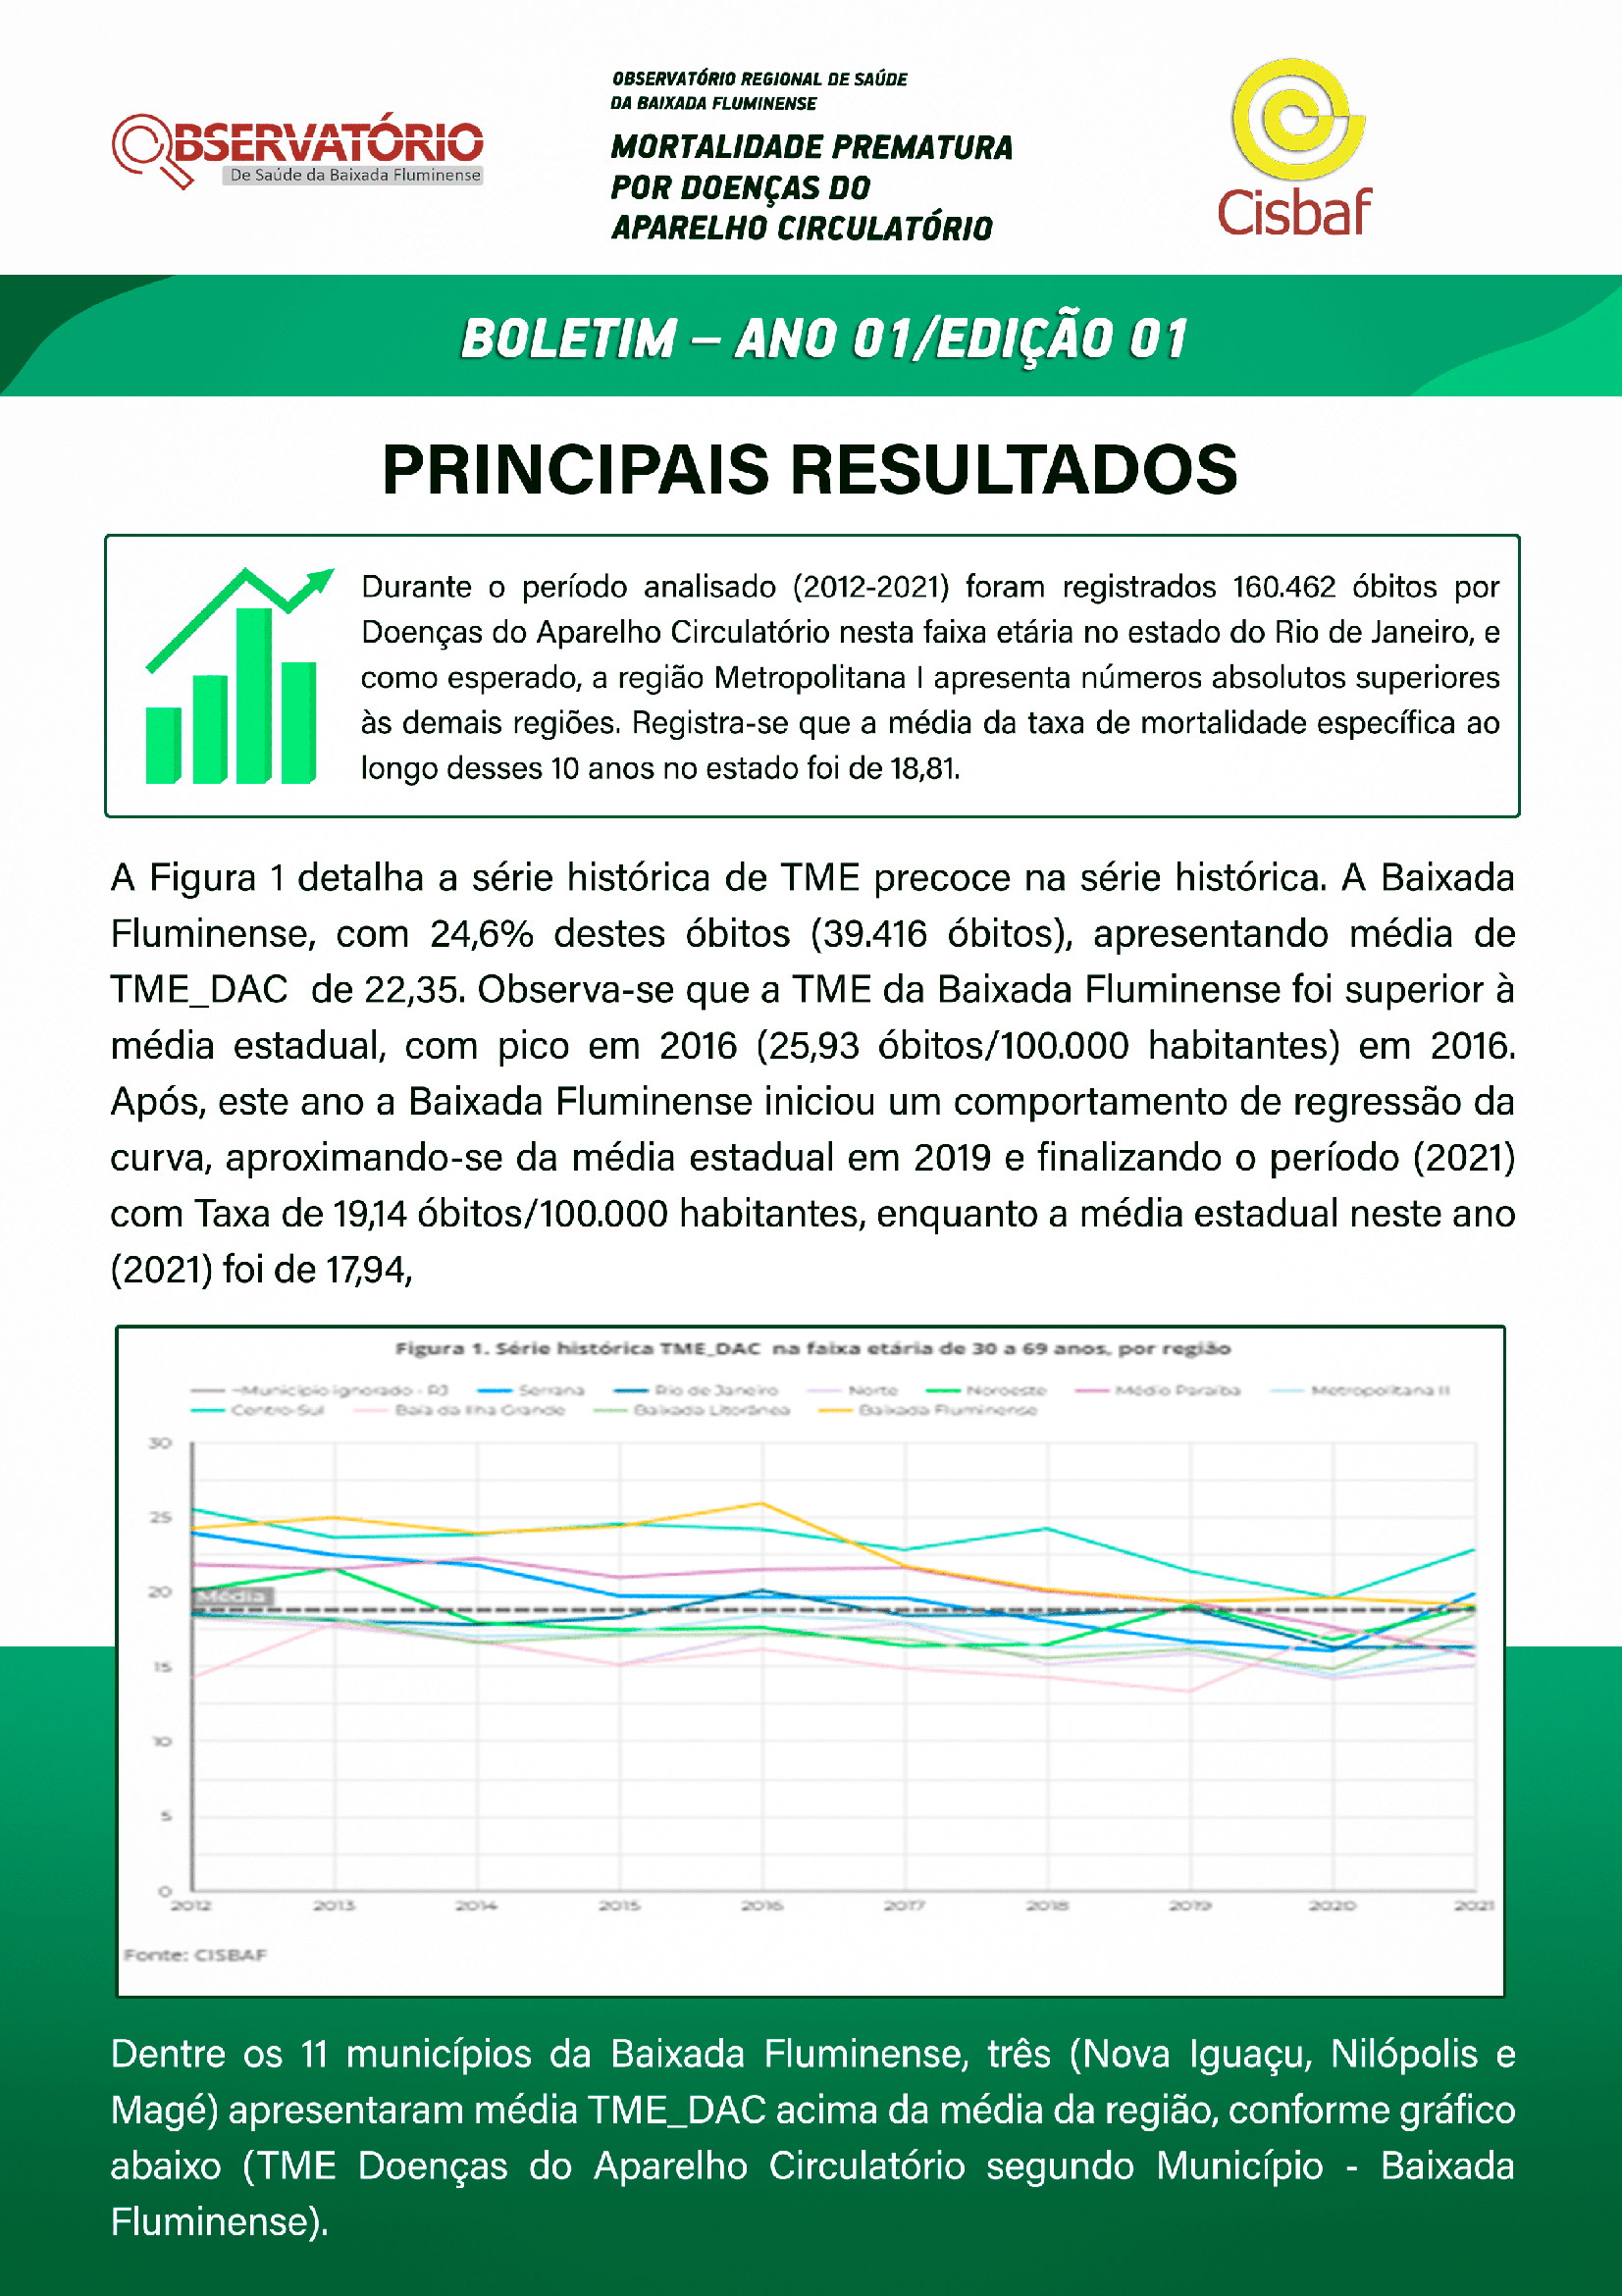 OBSERVATÓRIO
De Saúde da Baixada Fluminense
OBSERVATÓRIO REGIONAL DE SAÚDE
DA BAIXADA FLUMINENSE
MORTALIDADE PREMATURA
POR DOENÇAS DO
APARELHO CIRCULATÓRIO
Cisbaf
BOLETIM – ANO 01/EDIÇÃO 01
PRINCIPAIS RESULTADOS
Durante o período analisado (2012-2021) foram registrados 160.462 óbitos por
Doenças do Aparelho Circulatório nesta faixa etária no estado do Rio de Janeiro, e
como esperado, a região Metropolitana I apresenta números absolutos superiores
às demais regiões. Registra-se que a média da taxa de mortalidade específica ao
longo desses 10 anos no estado foi de 18,81.
A Figura 1 detalha a série histórica de TME precoce na série histórica. A Baixada
Fluminense, com 24,6% destes óbitos (39.416 óbitos), apresentando média de
TME_DAC de 22,35. Observa-se que a TME da Baixada Fluminense foi superior à
média estadual, com pico em 2016 (25,93 óbitos/100.000 habitantes) em 2016.
Após, este ano a Baixada Fluminense iniciou um comportamento de regressão da
curva, aproximando-se da média estadual em 2019 e finalizando o período (2021)
com Taxa de 19,14 óbitos/100.000 habitantes, enquanto a média estadual neste ano
(2021) foi de 17,94,
Figura 1. Série histórica TME_DAC na faixa etária de 30 a 69 anos, por região
~Município ignorado - RJ Serrana Rio de Janeiro Norte Noroeste Médio Paraíba Metropolitana II
Centro-Sul Baía da Ilha Grande Baixada Litorânea Baixada Fluminense
30
25
20
Média
15
10
5
0
2012 2013 2014 2015 2016 2017 2018 2019 2020 2021
Fonte: CISBAF
Dentre os 11 municípios da Baixada Fluminense, três (Nova Iguaçu, Nilópolis e
Magé) apresentaram média TME_DAC acima da média da região, conforme gráfico
abaixo (TME Doenças do Aparelho Circulatório segundo Município - Baixada
Fluminense).